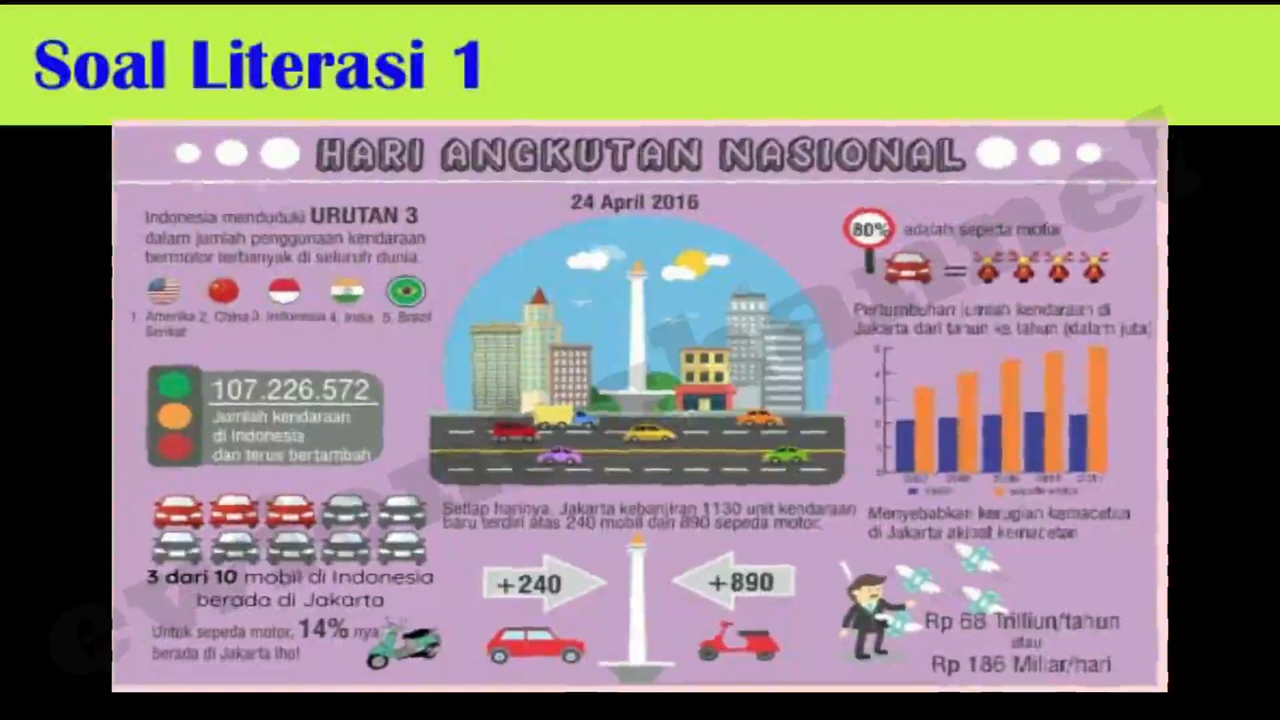 Soal Literasi 1
HARI ANGKUTAN NASIONAL
24 April 2016
Indonesia menduduki URUTAN 3
dalam jumlah penggunaan kendaraan
bermotor terbanyak di seluruh dunia.
1. Amerika Serikat
2. China
3. Indonesia
4. India
5. Brazil
107.226.572
Jumlah kendaraan
di Indonesia
dan terus bertambah
3 dari 10 mobil di Indonesia
berada di Jakarta
Untuk sepeda motor, 14% nya
berada di Jakarta lho!
Setiap harinya, Jakarta kebanjiran 1130 unit kendaraan
baru terdiri atas 240 mobil dan 890 sepeda motor.
+240
+890
80% adalah sepeda motor
=
Pertumbuhan jumlah kendaraan di
Jakarta dari tahun ke tahun (dalam juta)
Menyebabkan kerugian kemacetan
di Jakarta akibat kemacetan
Rp 68 Trilliun/tahun
atau
Rp 186 Miliar/hari